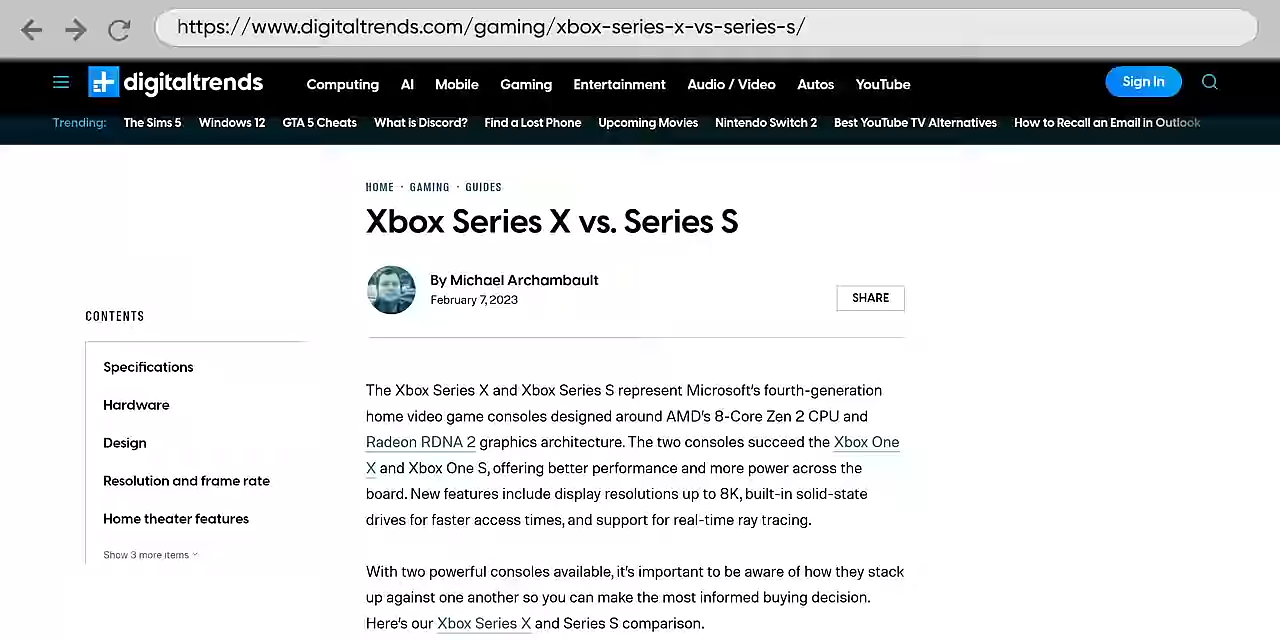 https://www.digitaltrends.com/gaming/xbox-series-x-vs-series-s/
digitaltrends
Computing AI Mobile Gaming Entertainment Audio / Video Autos YouTube
Sign In
Trending: The Sims 5 Windows 12 GTA 5 Cheats What is Discord? Find a Lost Phone Upcoming Movies Nintendo Switch 2 Best YouTube TV Alternatives How to Recall an Email in Outlook
HOME · GAMING · GUIDES
Xbox Series X vs. Series S
By Michael Archambault
February 7, 2023
SHARE
CONTENTS
Specifications
Hardware
Design
Resolution and frame rate
Home theater features
Show 3 more items
The Xbox Series X and Xbox Series S represent Microsoft's fourth-generation
home video game consoles designed around AMD's 8-Core Zen 2 CPU and
Radeon RDNA 2 graphics architecture. The two consoles succeed the Xbox One
X and Xbox One S, offering better performance and more power across the
board. New features include display resolutions up to 8K, built-in solid-state
drives for faster access times, and support for real-time ray tracing.
With two powerful consoles available, it's important to be aware of how they stack
up against one another so you can make the most informed buying decision.
Here's our Xbox Series X and Series S comparison.